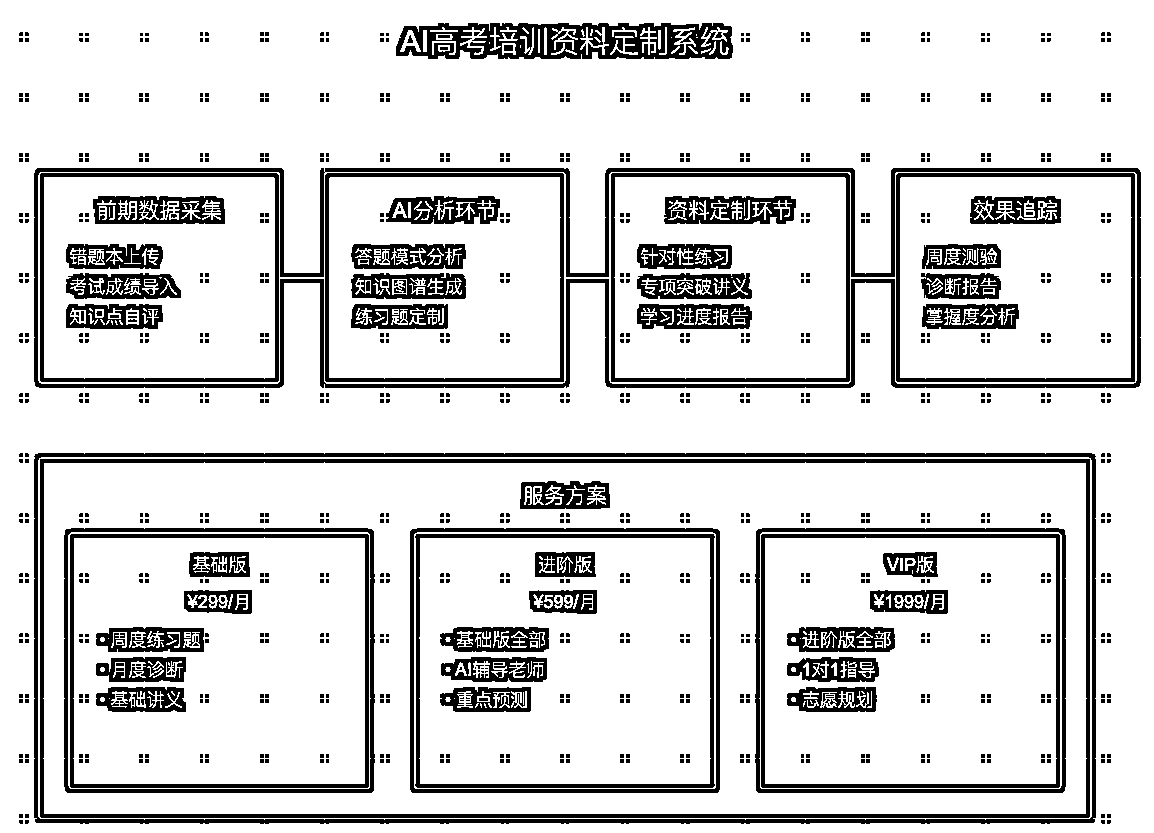 AI高考培训资料定制系统
前期数据采集
错题本上传
考试成绩导入
知识点自评
AI分析环节
答题模式分析
知识图谱生成
练习题定制
资料定制环节
针对性练习
专项突破讲义
学习进度报告
效果追踪
周度测验
诊断报告
掌握度分析
服务方案
基础版
¥299/月
周度练习题
月度诊断
基础讲义
进阶版
¥599/月
基础版全部
AI辅导老师
重点预测
VIP版
¥1999/月
进阶版全部
1对1指导
志愿规划